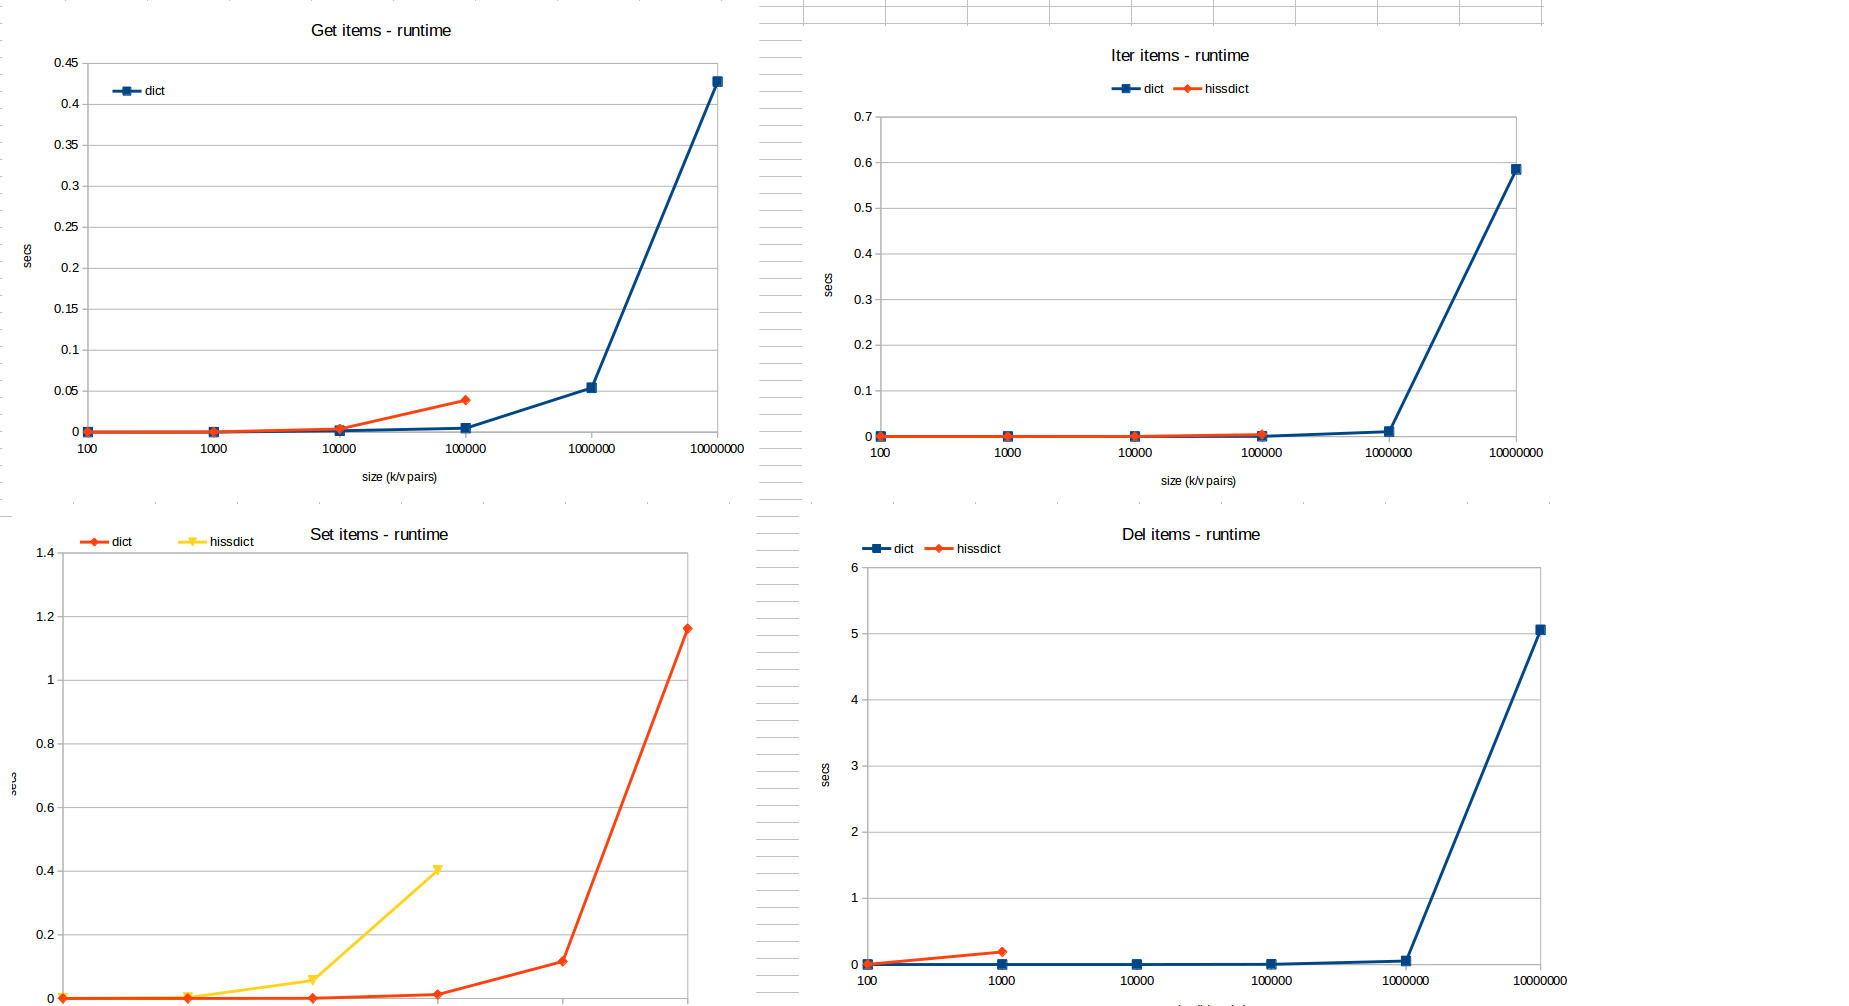 Get items - runtime
dict
0.45
0.4
0.35
0.3
0.25
0.2
0.15
0.1
0.05
0
secs
100 1000 10000 100000 1000000 10000000
size (k/v pairs)
Iter items - runtime
dict hissdict
0.7
0.6
0.5
0.4
0.3
0.2
0.1
0
secs
100 1000 10000 100000 1000000 10000000
size (k/v pairs)
Set items - runtime
dict hissdict
1.4
1.2
1
0.8
0.6
0.4
0.2
0
secs
Del items - runtime
dict hissdict
6
5
4
3
2
1
0
secs
100 1000 10000 100000 1000000 10000000